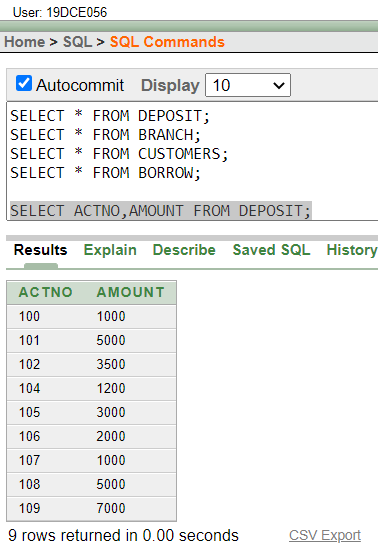 User: 19DCE056
Home > SQL > SQL Commands
Autocommit Display 10
SELECT * FROM DEPOSIT;
SELECT * FROM BRANCH;
SELECT * FROM CUSTOMERS;
SELECT * FROM BORROW;
SELECT ACTNO,AMOUNT FROM DEPOSIT;
Results Explain Describe Saved SQL History
ACTNO AMOUNT
100 1000
101 5000
102 3500
104 1200
105 3000
106 2000
107 1000
108 5000
109 7000
9 rows returned in 0.00 seconds CSV Export